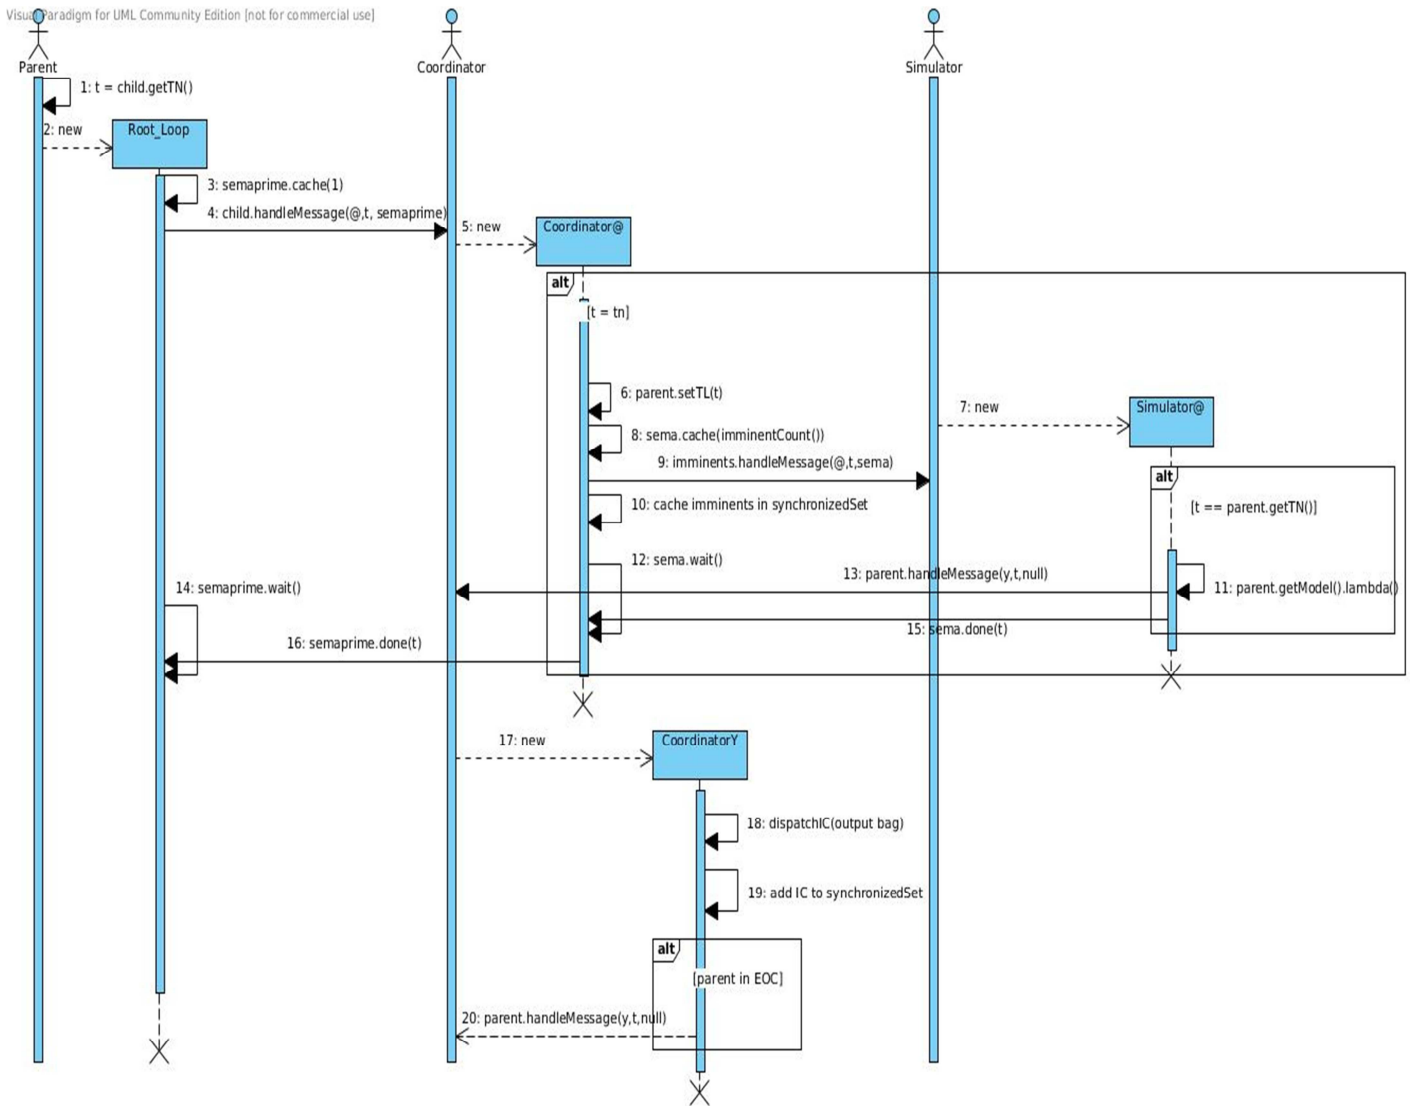 Visual Paradigm for UML Community Edition [not for commercial use]
Parent
Coordinator
Simulator
1: t = child.getTN()
2: new
Root_Loop
3: semaprime.cache(1)
4: child.handleMessage(@,t, semaprime)
5: new
Coordinator@
alt
[t = tn]
6: parent.setTL(t)
7: new
Simulator@
8: sema.cache(imminentCount())
9: imminents.handleMessage(@,t,sema)
alt
10: cache imminents in synchronizedSet
[t == parent.getTN()]
12: sema.wait()
13: parent.handleMessage(y,t,null)
14: semaprime.wait()
11: parent.getModel().lambda()
15: sema.done(t)
16: semaprime.done(t)
17: new
CoordinatorY
18: dispatchIC(output bag)
19: add IC to synchronizedSet
alt
[parent in EOC]
20: parent.handleMessage(y,t,null)